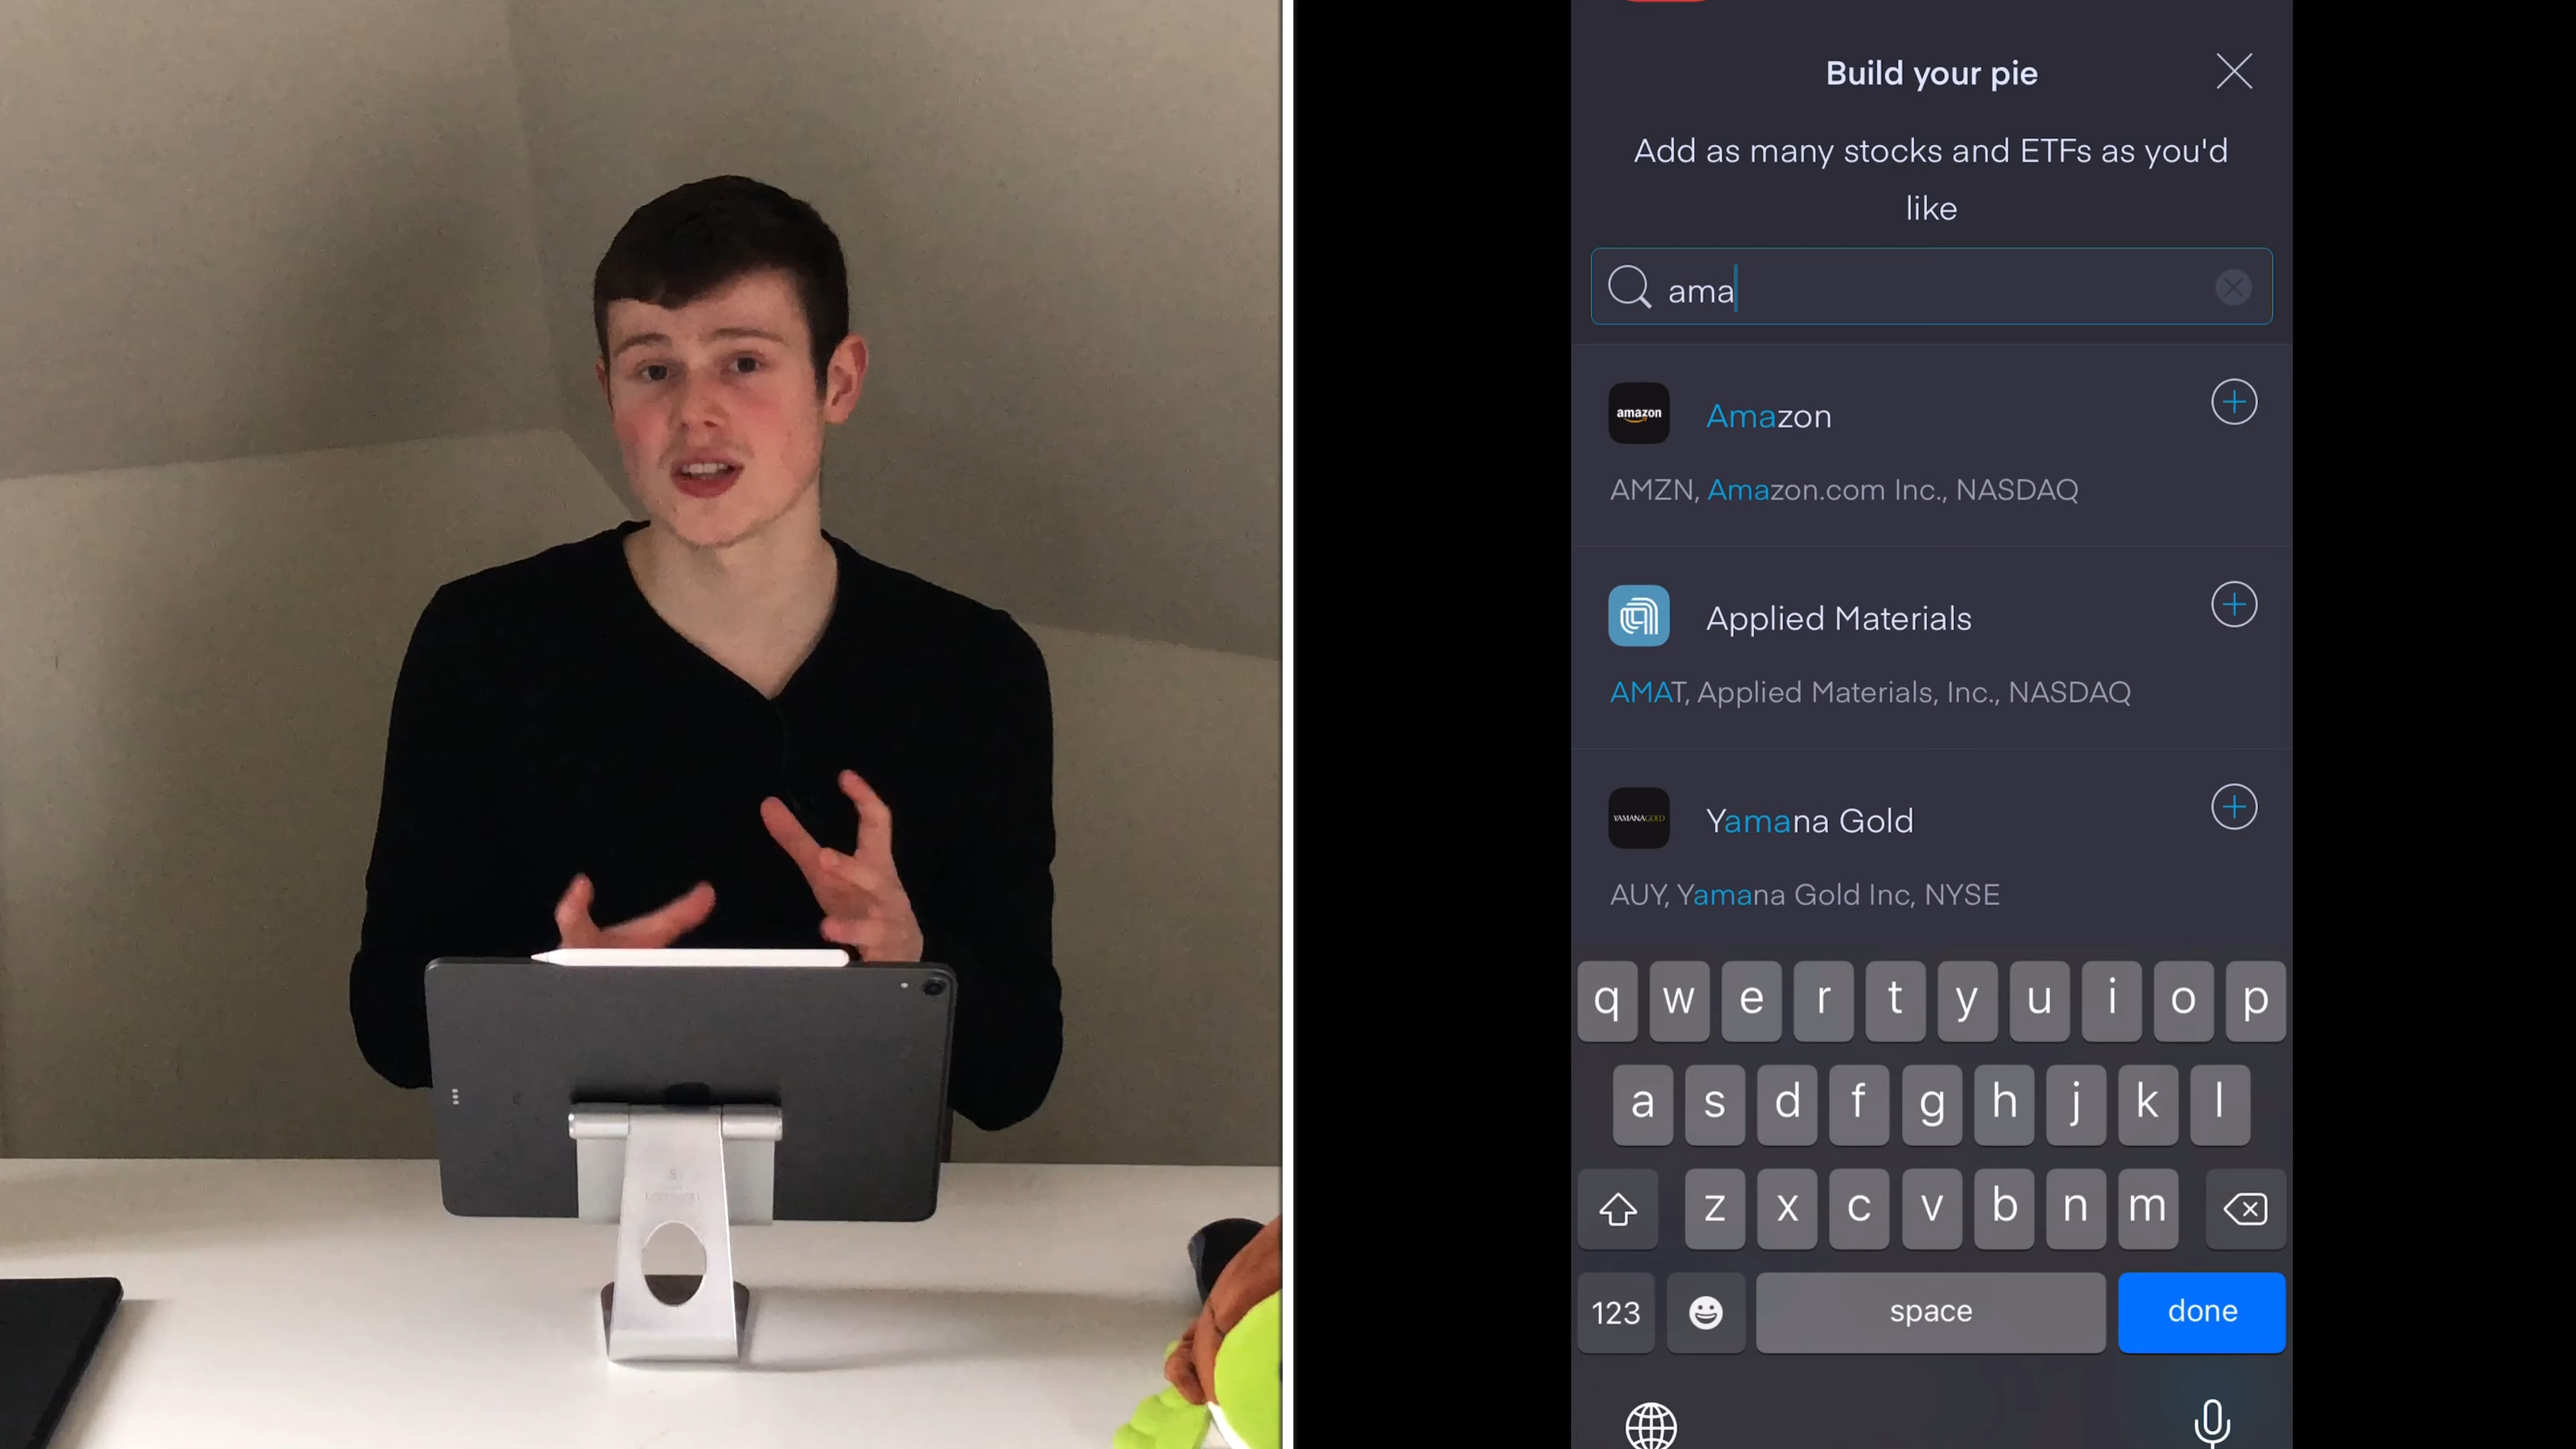 Build your pie
Add as many stocks and ETFs as you'd
like
ama
amazon
Amazon
AMZN, Amazon.com Inc., NASDAQ
Applied Materials
AMAT, Applied Materials, Inc., NASDAQ
YAMANAGOLD
Yamana Gold
AUY, Yamana Gold Inc, NYSE
q w e r t y u i o p
a s d f g h j k l
z x c v b n m
123 space done